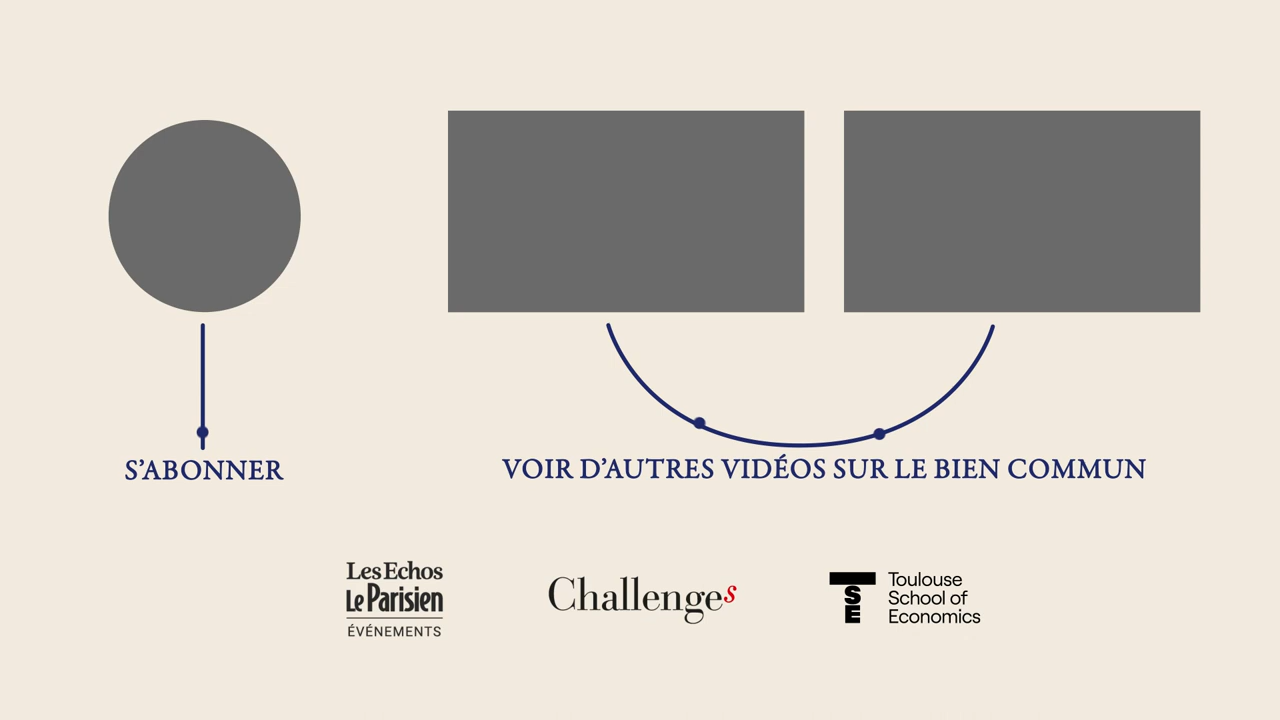 S'ABONNER
VOIR D'AUTRES VIDÉOS SUR LE BIEN COMMUN
Les Echos
Le Parisien
ÉVÉNEMENTS
Challenges
TSE
Toulouse
School of
Economics